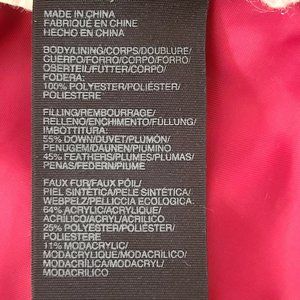 MADE IN CHINA
FABRIQUÉ EN CHINE
HECHO EN CHINA
BODY/LINING/CORPS/DOUBLURE/
CUERPO/FORRO/CORPO/FORRO/
OBERTEIL/FUTTER/CORPO/
FODERA:
100% POLYESTER/POLIÉSTER/
POLIESTERE
FILLING/REMBOURRAGE/
RELLENO/ENCHIMENTO/FÜLLUNG/
IMBOTTITURA:
55% DOWN/DUVET/PLUMÓN/
PENUGEM/DAUNEN/PIUMINO
45% FEATHERS/PLUMES/PLUMAS/
PENAS/FEDERN/PIUME
FAUX FUR/FAUX POIL/
PIEL SINTÉTICA/PELE SINTÉTICA/
WEBPELZ/PELLICCIA ECOLOGICA:
64% ACRYLIC/ACRYLIQUE/
ACRÍLICO/ACRYL/ACRILICO
25% POLYESTER/POLIÉSTER/
POLIESTERE
11% MODACRYLIC/
MODACRYLIQUE/MODACRÍLICO/
MODACRÍLICA/MODACRYL/
MODACRILICO